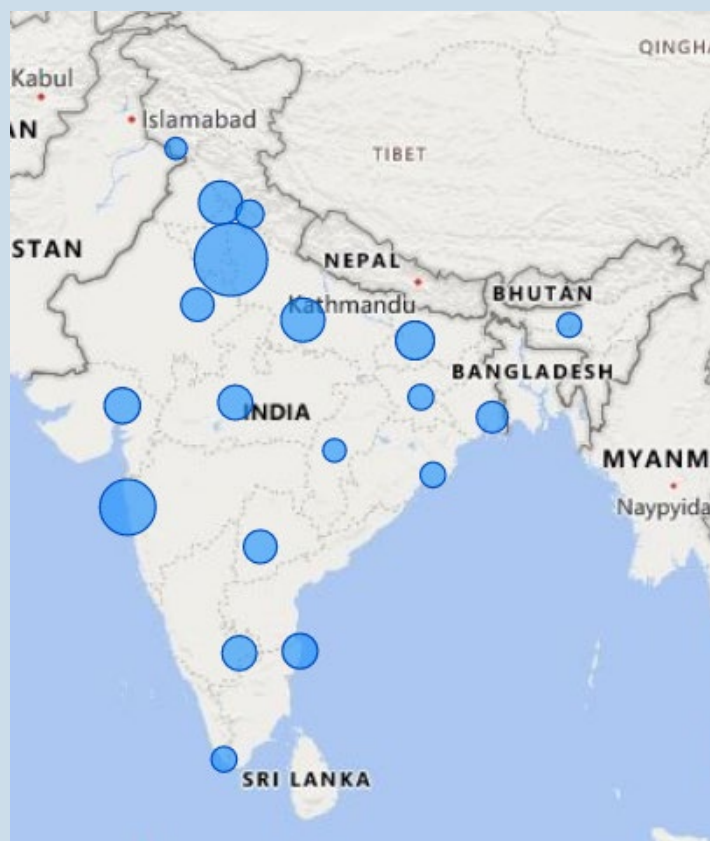 QINGHA
Kabul
Islamabad
AN
TIBET
STAN
NEPAL
BHUTAN
Kathmandu
BANGLADESH
INDIA
MYANM
Naypyida
SRI LANKA